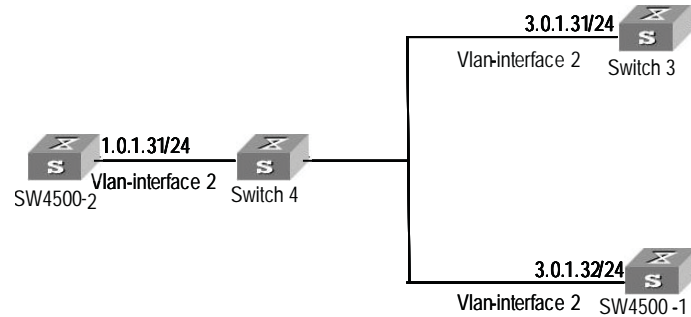 3.0.1.31/24
Vlan-interface 2
S
Switch 3
1.0.1.31/24
S
S
Vlan-interface 2
SW4500-2
Switch 4
3.0.1.32/24
S
Vlan-interface 2
SW4500 -1